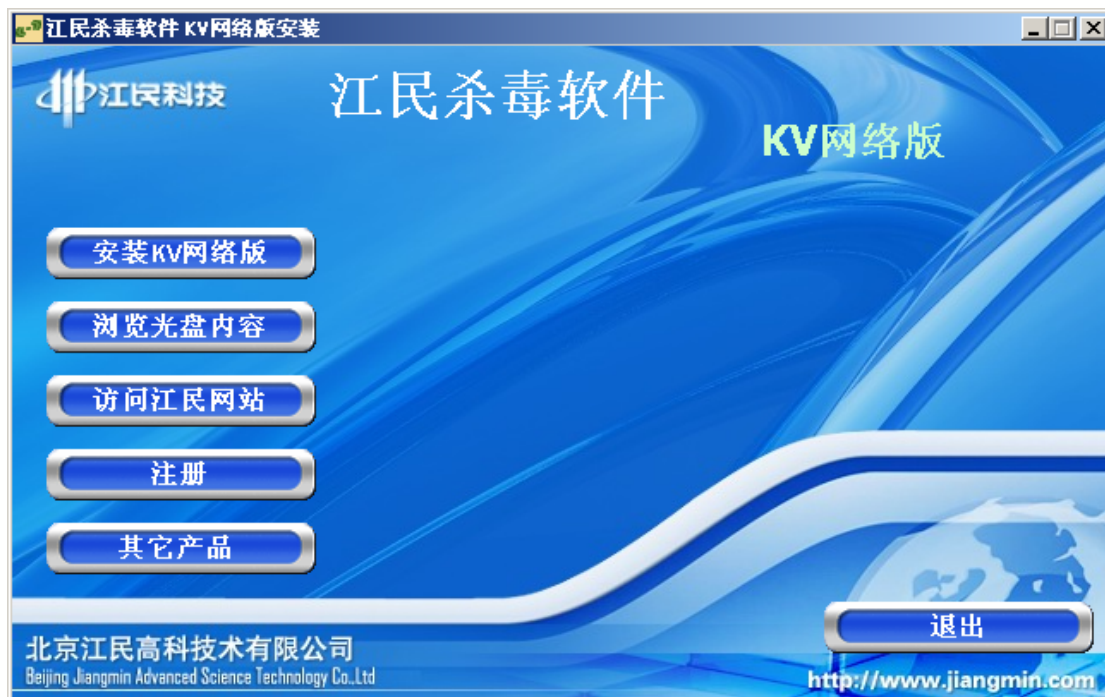 江民杀毒软件 KV网络版安装
江民科技
江民杀毒软件
KV网络版
安装KV网络版
浏览光盘内容
访问江民网站
注册
其它产品
退出
北京江民高科技术有限公司
Beijing Jiangmin Advanced Science Technology Co.,Ltd
http://www.jiangmin.com